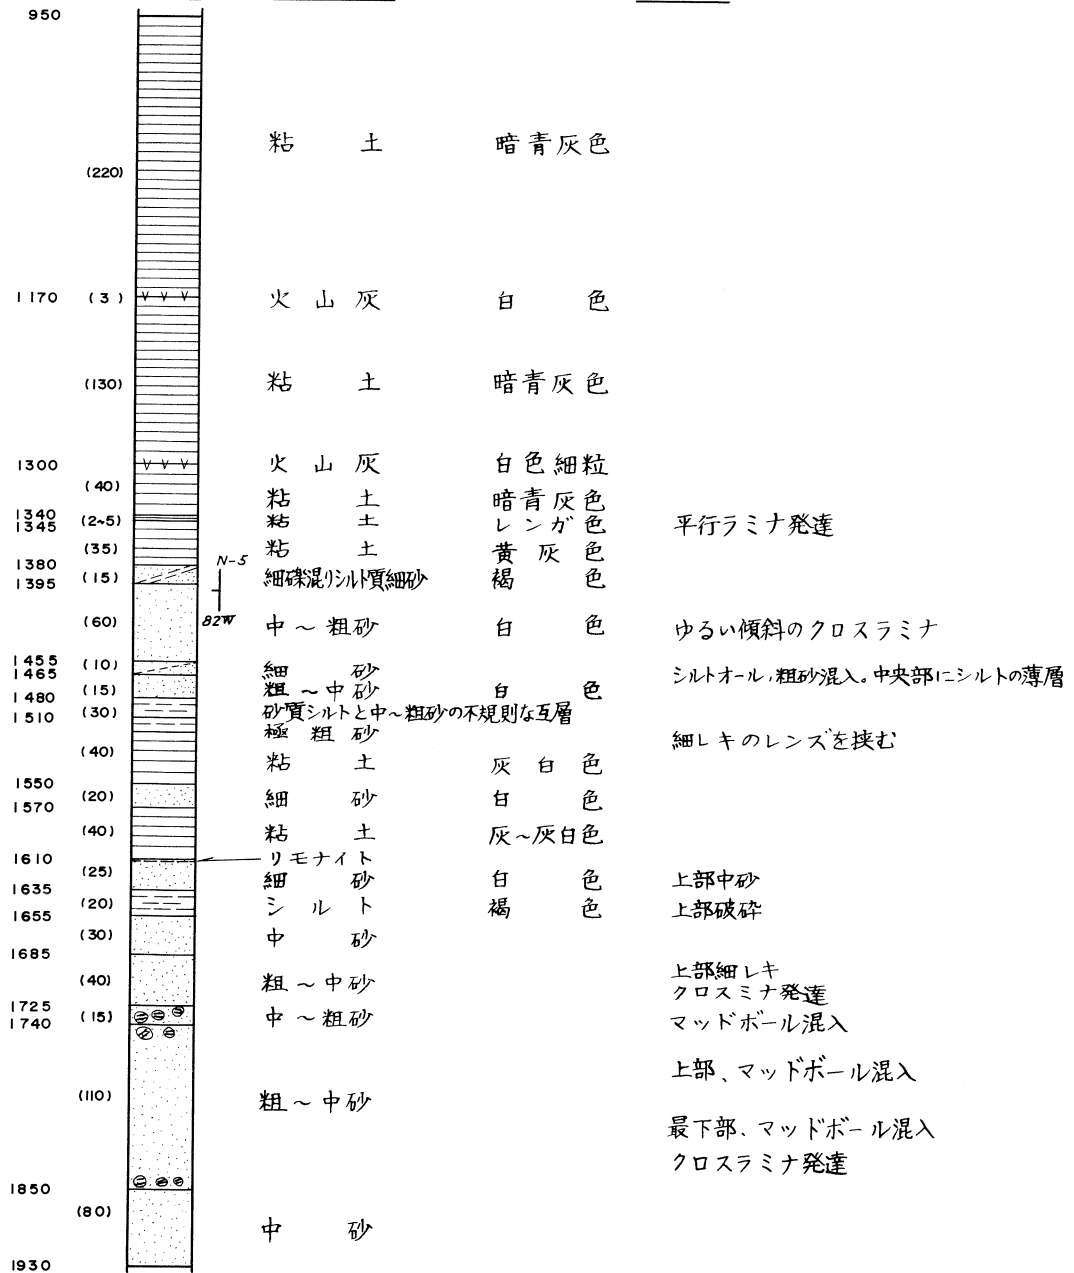 950
粘土 暗青灰色
(220)
1170 (3) 火山灰 白色
(130) 粘土 暗青灰色
1300 火山灰 白色細粒
(40) 粘土 暗青灰色
1340
1345 (2~5) 粘土 レンガ色 平行ラミナ発達
(35) 粘土 黄灰色
1380 N-5
1395 (15) 細礫混リシルト質細砂 褐色
(60) 82W 中～粗砂 白色 ゆるい傾斜のクロスラミナ
1455 (10) 細砂 シルトオール,粗砂混入。中央部にシルトの薄層
1465
(15) 粗～中砂 白色
1480
(30) 砂質シルトと中～粗砂の不規則な互層
1510
極粗砂 細レキのレンズを挟む
(40) 粘土 灰白色
1550
(20) 細砂 白色
1570
(40) 粘土 灰～灰白色
1610 リモナイト
(25) 細砂 白色 上部中砂
1635
(20) シルト 褐色 上部破砕
1655
(30) 中砂
1685
(40) 粗～中砂 上部細レキ
クロスミナ発達
1725
(15) 中～粗砂 マッドボール混入
1740
上部、マッドボール混入
(110) 粗～中砂
最下部、マッドボール混入
クロスラミナ発達
1850
(80) 中砂
1930